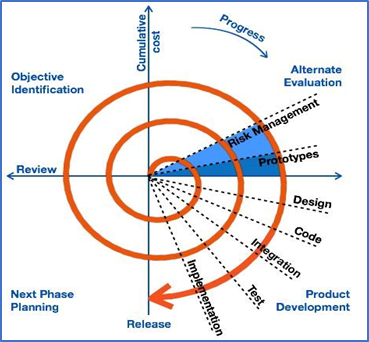 Cumulative
cost
Progress
Objective
Identification
Alternate
Evaluation
Risk Management
Prototypes
Review
Design
Code
Integration
Test
Implementation
Next Phase
Planning
Product
Development
Release